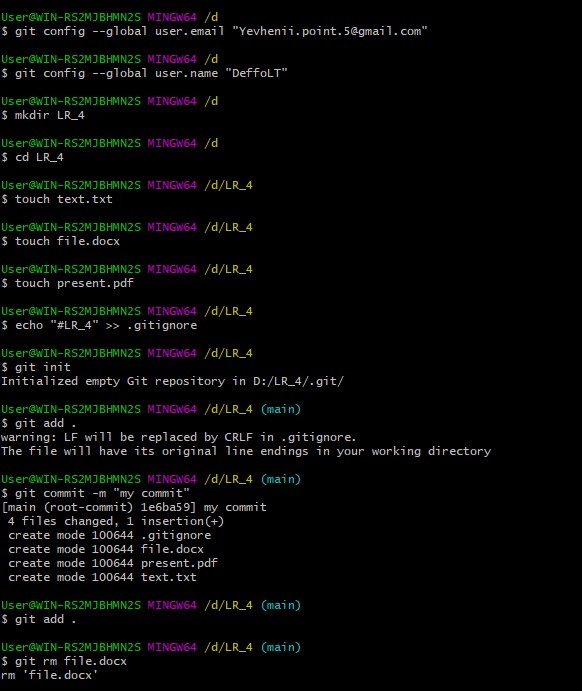 User@WIN-RS2MJBHMN2S MINGW64 /d
$ git config --global user.email "Yevhenii.point.5@gmail.com"
User@WIN-RS2MJBHMN2S MINGW64 /d
$ git config --global user.name "DeffoLT"
User@WIN-RS2MJBHMN2S MINGW64 /d
$ mkdir LR_4
User@WIN-RS2MJBHMN2S MINGW64 /d
$ cd LR_4
User@WIN-RS2MJBHMN2S MINGW64 /d/LR_4
$ touch text.txt
User@WIN-RS2MJBHMN2S MINGW64 /d/LR_4
$ touch file.docx
User@WIN-RS2MJBHMN2S MINGW64 /d/LR_4
$ touch present.pdf
User@WIN-RS2MJBHMN2S MINGW64 /d/LR_4
$ echo "#LR_4" >> .gitignore
User@WIN-RS2MJBHMN2S MINGW64 /d/LR_4
$ git init
Initialized empty Git repository in D:/LR_4/.git/
User@WIN-RS2MJBHMN2S MINGW64 /d/LR_4 (main)
$ git add .
warning: LF will be replaced by CRLF in .gitignore.
The file will have its original line endings in your working directory
User@WIN-RS2MJBHMN2S MINGW64 /d/LR_4 (main)
$ git commit -m "my commit"
[main (root-commit) 1e6ba59] my commit
 4 files changed, 1 insertion(+)
 create mode 100644 .gitignore
 create mode 100644 file.docx
 create mode 100644 present.pdf
 create mode 100644 text.txt
User@WIN-RS2MJBHMN2S MINGW64 /d/LR_4 (main)
$ git add .
User@WIN-RS2MJBHMN2S MINGW64 /d/LR_4 (main)
$ git rm file.docx
rm 'file.docx'